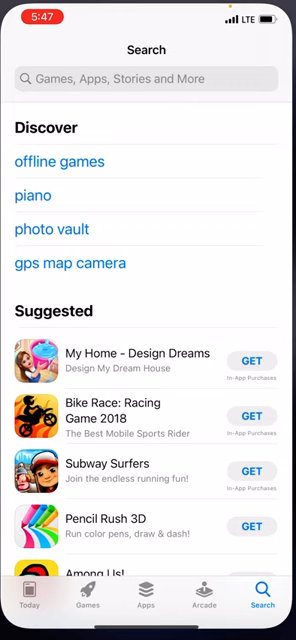 5:47
LTE
Search
Games, Apps, Stories and More
Discover
offline games
piano
photo vault
gps map camera
Suggested
My Home - Design Dreams
Design My Dream House
GET
In-App Purchases
Bike Race: Racing
Game 2018
The Best Mobile Sports Rider
GET
In-App Purchases
Subway Surfers
Join the endless running fun!
GET
In-App Purchases
Pencil Rush 3D
Run color pens, draw & dash!
GET
Among Us!
Today
Games
Apps
Arcade
Search